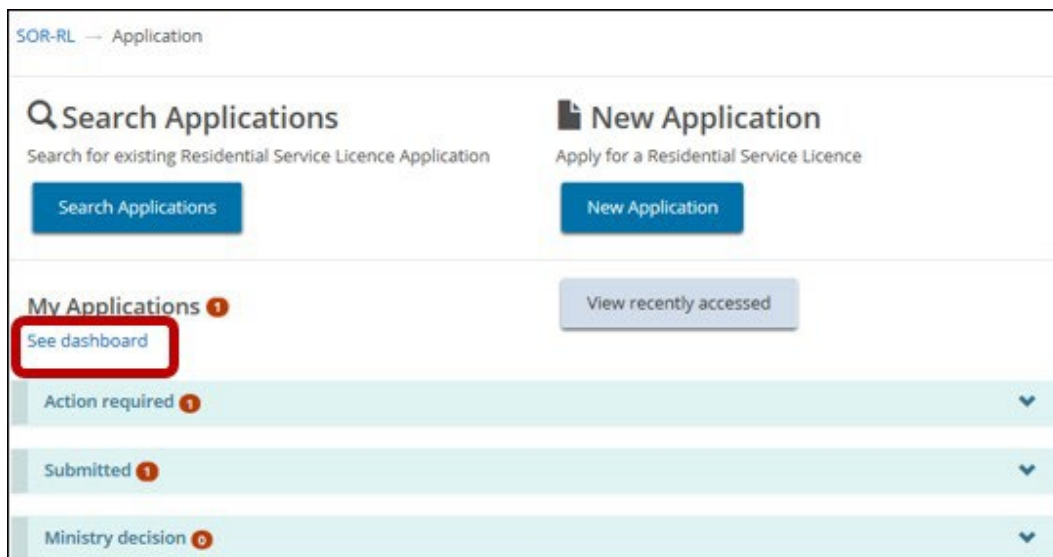 SOR-RL → Application
Search Applications
Search for existing Residential Service Licence Application
Search Applications
New Application
Apply for a Residential Service Licence
New Application
My Applications 1
See dashboard
View recently accessed
Action required 1
Submitted 1
Ministry decision 0